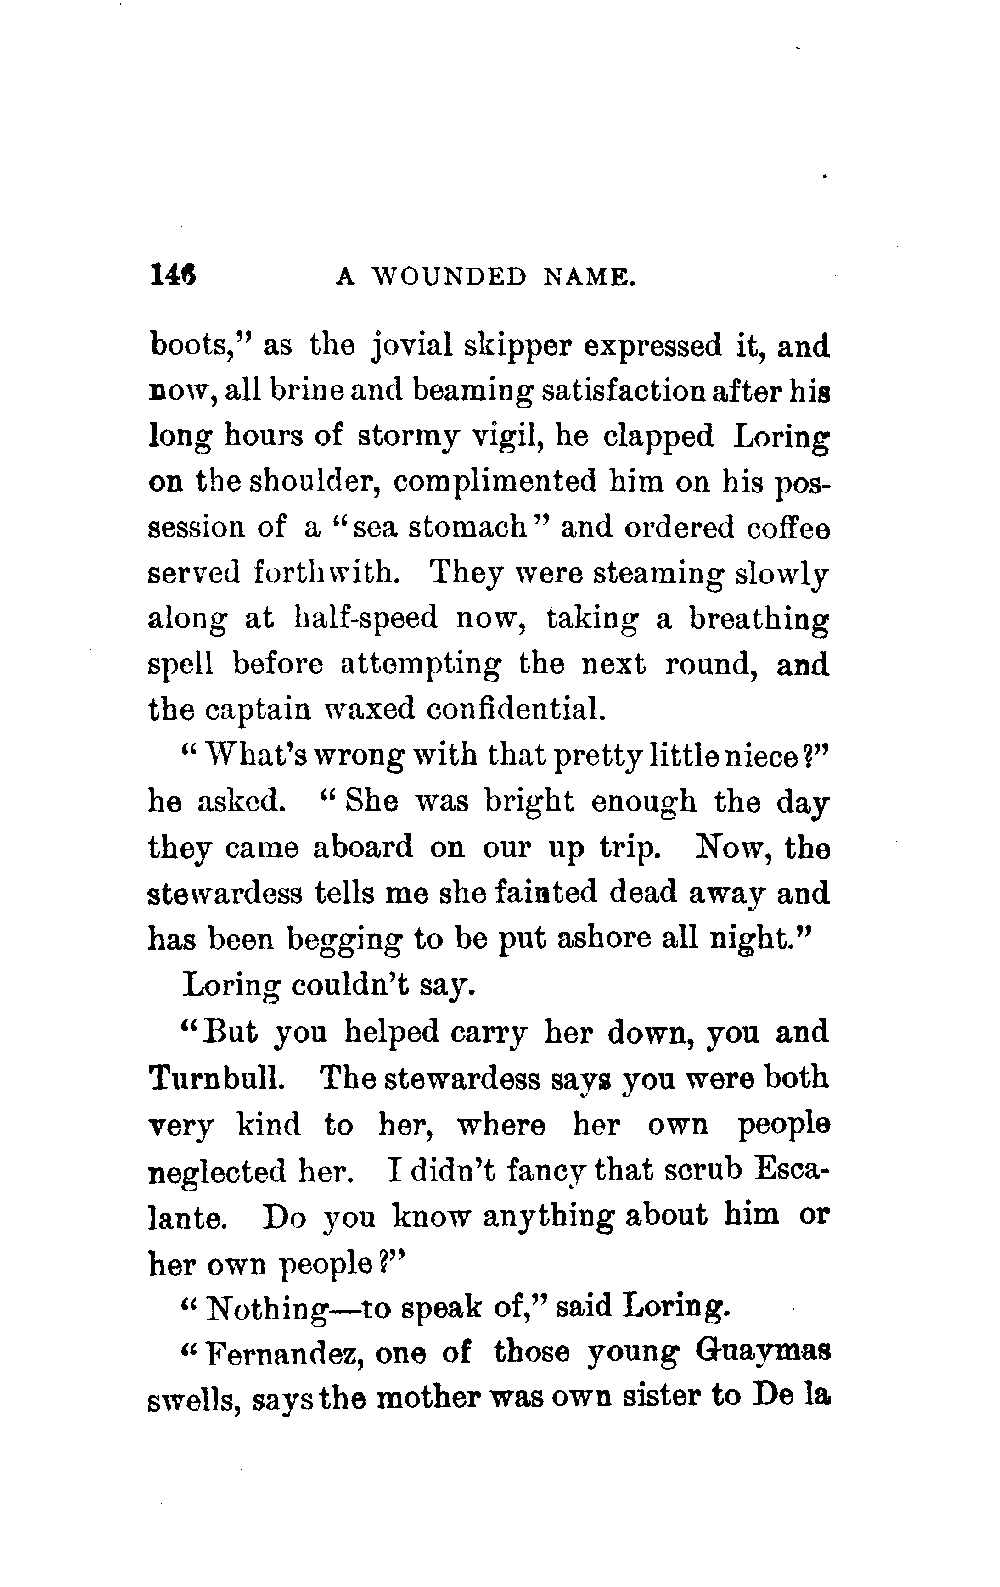 146 A WOUNDED NAME.
boots,” as the jovial skipper expressed it, and
now, all brine and beaming satisfaction after his
long hours of stormy vigil, he clapped Loring
on the shoulder, complimented him on his pos-
session of a “sea stomach” and ordered coffee
served forthwith. They were steaming slowly
along at half-speed now, taking a breathing
spell before attempting the next round, and
the captain waxed confidential.
“What’s wrong with that pretty little niece?”
he asked. “She was bright enough the day
they came aboard on our up trip. Now, the
stewardess tells me she fainted dead away and
has been begging to be put ashore all night.”
Loring couldn’t say.
“But you helped carry her down, you and
Turnbull. The stewardess says you were both
very kind to her, where her own people
neglected her. I didn’t fancy that scrub Esca-
lante. Do you know anything about him or
her own people?”
“Nothing—to speak of,” said Loring.
“Fernandez, one of those young Guaymas
swells, says the mother was own sister to De la